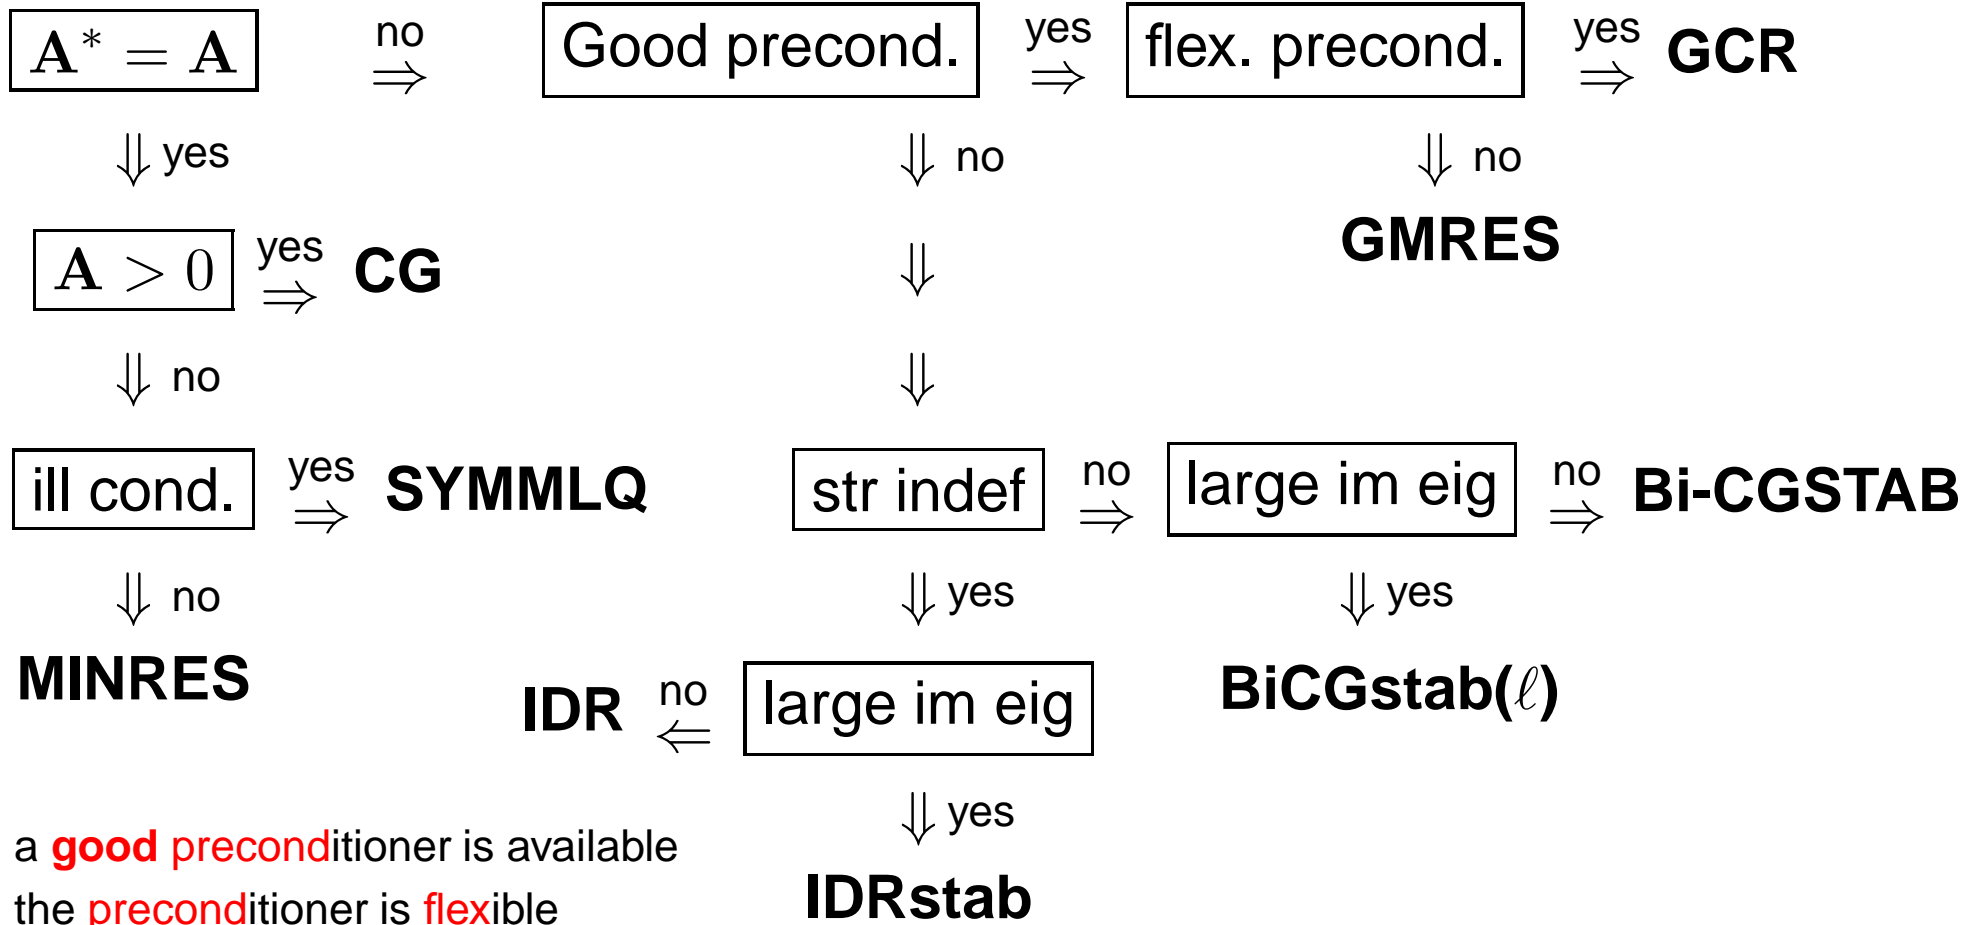 A* = A no ⇒ Good precond. yes ⇒ flex. precond. yes ⇒ GCR
⇓ yes ⇓ no ⇓ no
GMRES
A > 0 yes ⇒ CG ⇓
⇓ no ⇓
ill cond. yes ⇒ SYMMLQ str indef no ⇒ large im eig no ⇒ Bi-CGSTAB
⇓ no ⇓ yes ⇓ yes
MINRES IDR no ⇐ large im eig BiCGstab(ℓ)
⇓ yes
a good preconditioner is available
the preconditioner is flexible IDRstab